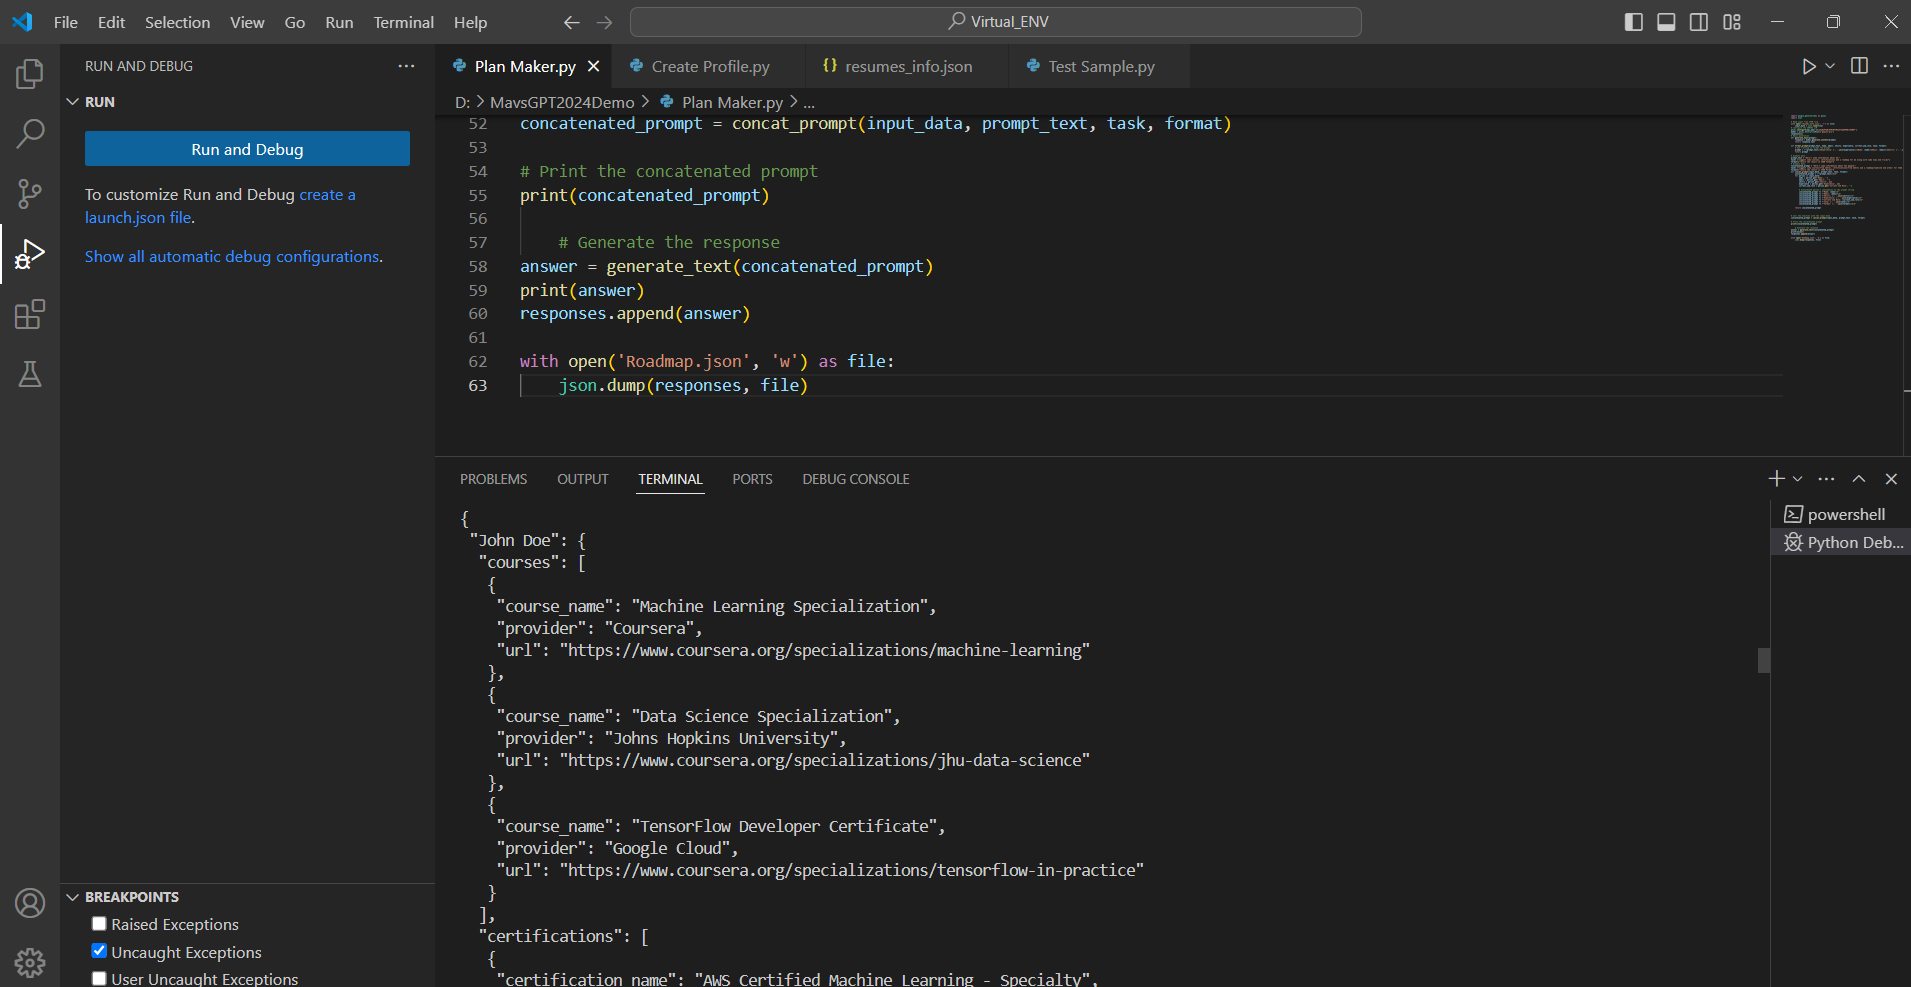 File Edit Selection View Go Run Terminal Help
Virtual_ENV
RUN AND DEBUG
RUN
Run and Debug
To customize Run and Debug create a
launch.json file.
Show all automatic debug configurations.
BREAKPOINTS
Raised Exceptions
Uncaught Exceptions
User Uncaught Exceptions
Plan Maker.py Create Profile.py {} resumes_info.json Test Sample.py
D: > MavsGPT2024Demo > Plan Maker.py > ...
52 concatenated_prompt = concat_prompt(input_data, prompt_text, task, format)
53
54 # Print the concatenated prompt
55 print(concatenated_prompt)
56
57     # Generate the response
58 answer = generate_text(concatenated_prompt)
59 print(answer)
60 responses.append(answer)
61
62 with open('Roadmap.json', 'w') as file:
63     json.dump(responses, file)
PROBLEMS OUTPUT TERMINAL PORTS DEBUG CONSOLE
{
 "John Doe": {
  "courses": [
   {
    "course_name": "Machine Learning Specialization",
    "provider": "Coursera",
    "url": "https://www.coursera.org/specializations/machine-learning"
   },
   {
    "course_name": "Data Science Specialization",
    "provider": "Johns Hopkins University",
    "url": "https://www.coursera.org/specializations/jhu-data-science"
   },
   {
    "course_name": "TensorFlow Developer Certificate",
    "provider": "Google Cloud",
    "url": "https://www.coursera.org/specializations/tensorflow-in-practice"
   }
  ],
  "certifications": [
   {
    "certification_name": "AWS Certified Machine Learning - Specialty",
powershell
Python Deb...